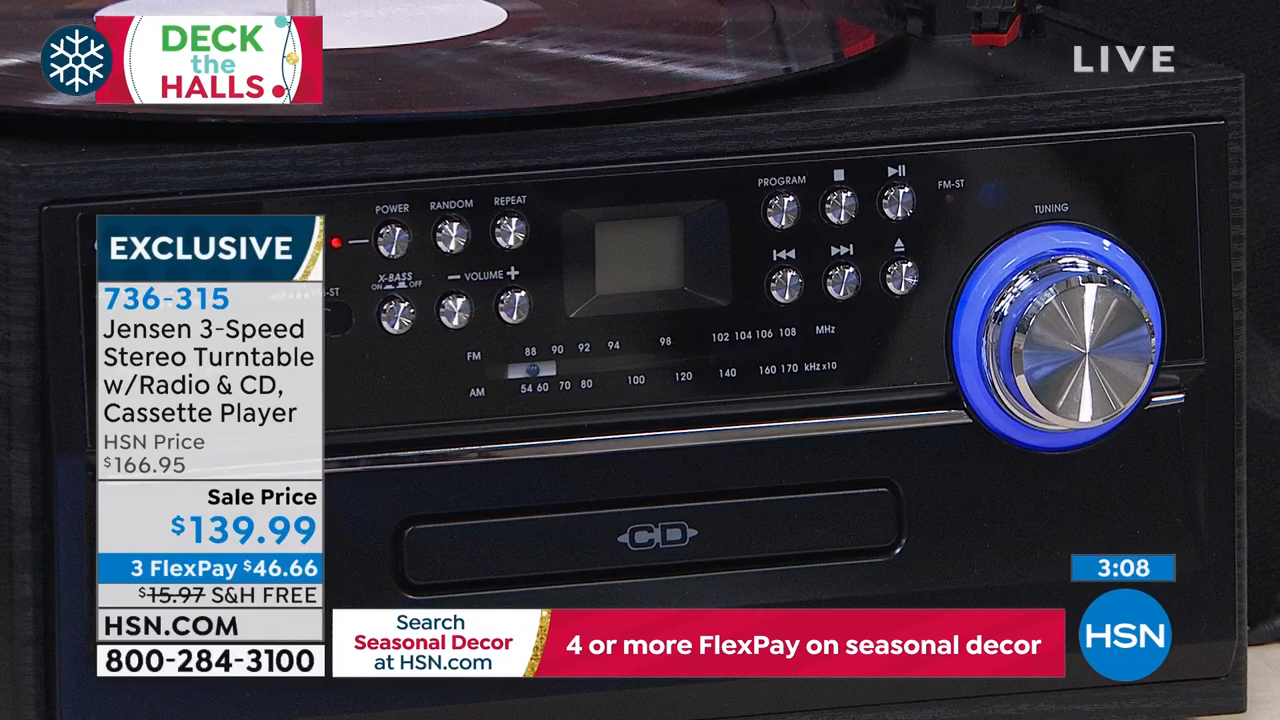 DECK
the
HALLS
LIVE
EXCLUSIVE
736-315
Jensen 3-Speed
Stereo Turntable
w/Radio & CD,
Cassette Player
HSN Price
$166.95
Sale Price
$139.99
3 FlexPay $46.66
$15.97 S&H FREE
HSN.COM
800-284-3100
POWER RANDOM REPEAT
X-BASS
ON OFF
− VOLUME +
PROGRAM
FM-ST
TUNING
FM 88 90 92 94 98 102 104 106 108 MHz
AM 54 60 70 80 100 120 140 160 170 kHzx10
CD
3:08
HSN
Search
Seasonal Decor
at HSN.com
4 or more FlexPay on seasonal decor